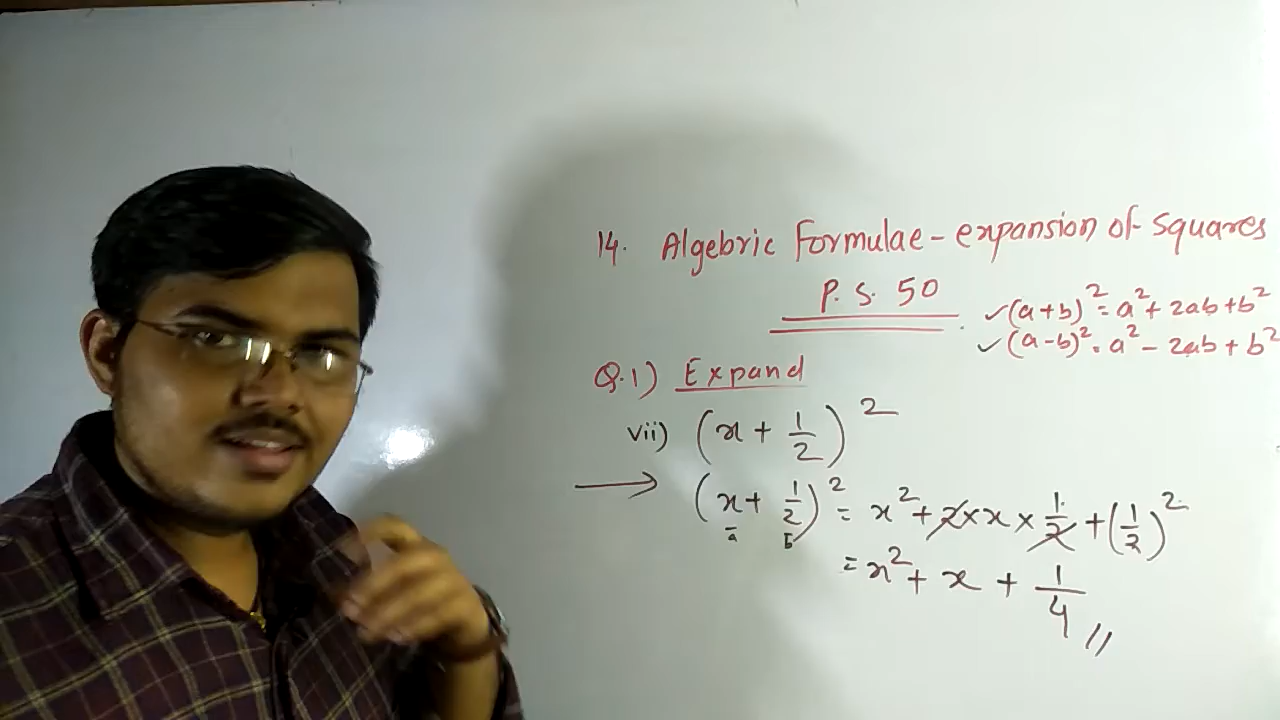 14. Algebric Formulae - expansion of squares
P. S. 50
✓(a+b)² = a² + 2ab + b²
✓(a-b)² = a² - 2ab + b²
Q.1) Expand
vii) (x + 1/2)²
→ (x + 1/2)² = x² + 2 × x × 1/2 + (1/2)²
a b
= x² + x + 1/4 //